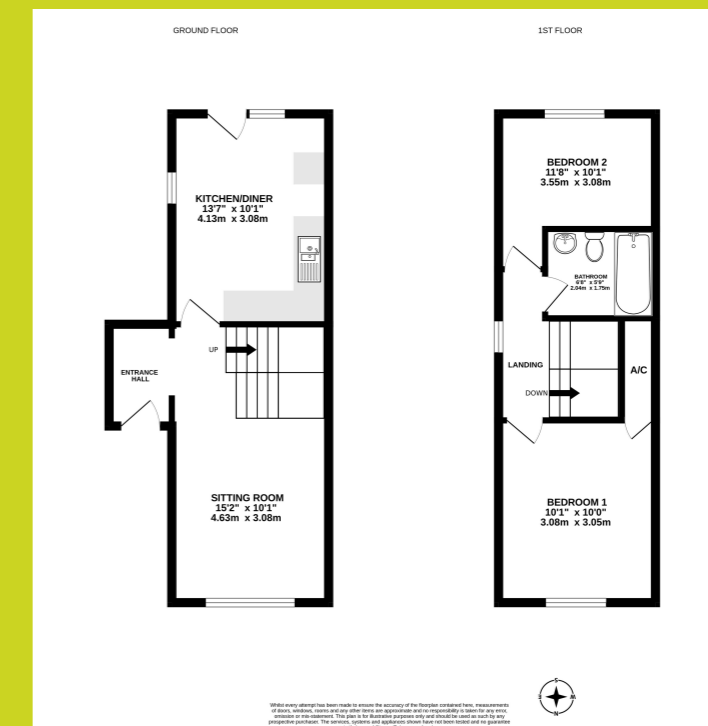 GROUND FLOOR
1ST FLOOR
KITCHEN/DINER
13'7" x 10'1"
4.13m x 3.08m
UP
ENTRANCE
HALL
SITTING ROOM
15'2" x 10'1"
4.63m x 3.08m
BEDROOM 2
11'8" x 10'1"
3.55m x 3.08m
BATHROOM
6'8" x 5'9"
2.04m x 1.75m
LANDING
A/C
DOWN
BEDROOM 1
10'1" x 10'0"
3.08m x 3.05m
S
E
W
N
Whilst every attempt has been made to ensure the accuracy of the floorplan contained here, measurements
of doors, windows, rooms and any other items are approximate and no responsibility is taken for any error,
omission or mis-statement. This plan is for illustrative purposes only and should be used as such by any
prospective purchaser. The services, systems and appliances shown have not been tested and no guarantee